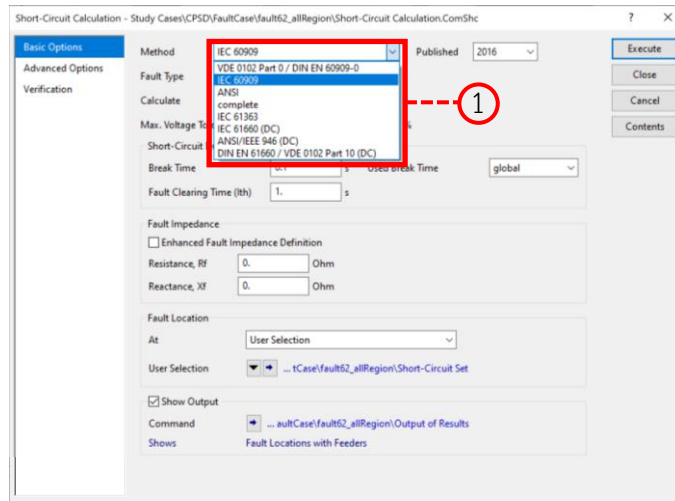 Short-Circuit Calculation - Study Cases\CPSD\FaultCase\fault62_allRegion\Short-Circuit Calculation.ComShc ? ×
Basic Options
Advanced Options
Verification
Method IEC 60909 Published 2016
VDE 0102 Part 0 / DIN EN 60909-0
IEC 60909
ANSI
complete
IEC 61363
IEC 61660 (DC)
ANSI/IEEE 946 (DC)
DIN EN 61660 / VDE 0102 Part 10 (DC)
1
Fault Type
Calculate
Max. Voltage %
Short-Circuit
Break Time 0.1 s Used Break Time global
Fault Clearing Time (Ith) 1. s
Fault Impedance
Enhanced Fault Impedance Definition
Resistance, Rf 0. Ohm
Reactance, Xf 0. Ohm
Fault Location
At User Selection
User Selection ... tCase\fault62_allRegion\Short-Circuit Set
Show Output
Command ... aultCase\fault62_allRegion\Output of Results
Shows Fault Locations with Feeders
Execute
Close
Cancel
Contents